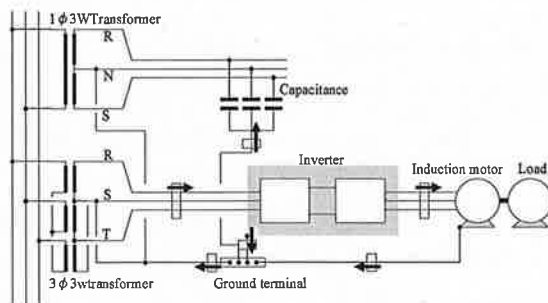 1φ3WTransformer
R
N
S
Capacitance
Inverter
Induction motor
Load
R
S
T
3φ3wtransformer
Ground terminal